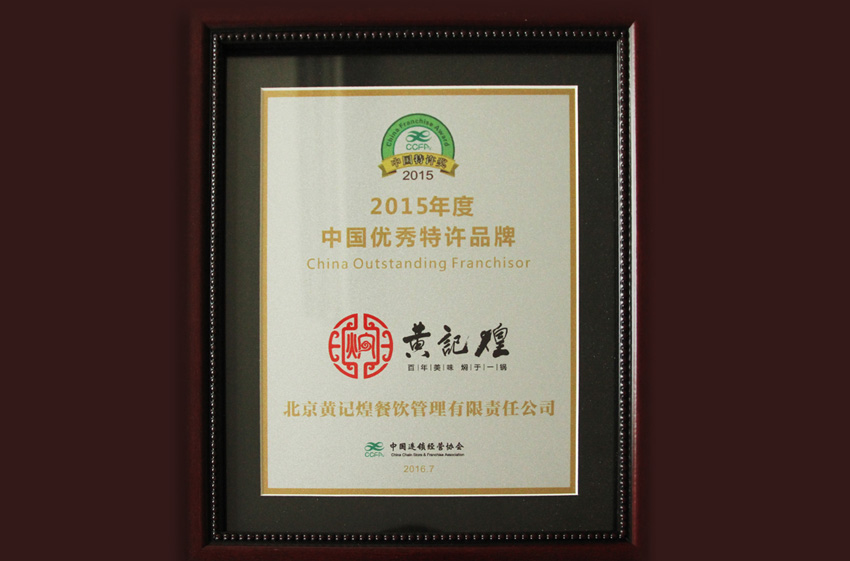 China Franchise Award
CCFA
中国特许奖
2015
2015年度
中国优秀特许品牌
China Outstanding Franchisor
黄記煌
百年美味 焖于一锅
北京黄记煌餐饮管理有限责任公司
CCFA
中国连锁经营协会
China Chain Store & Franchise Association
2016.7